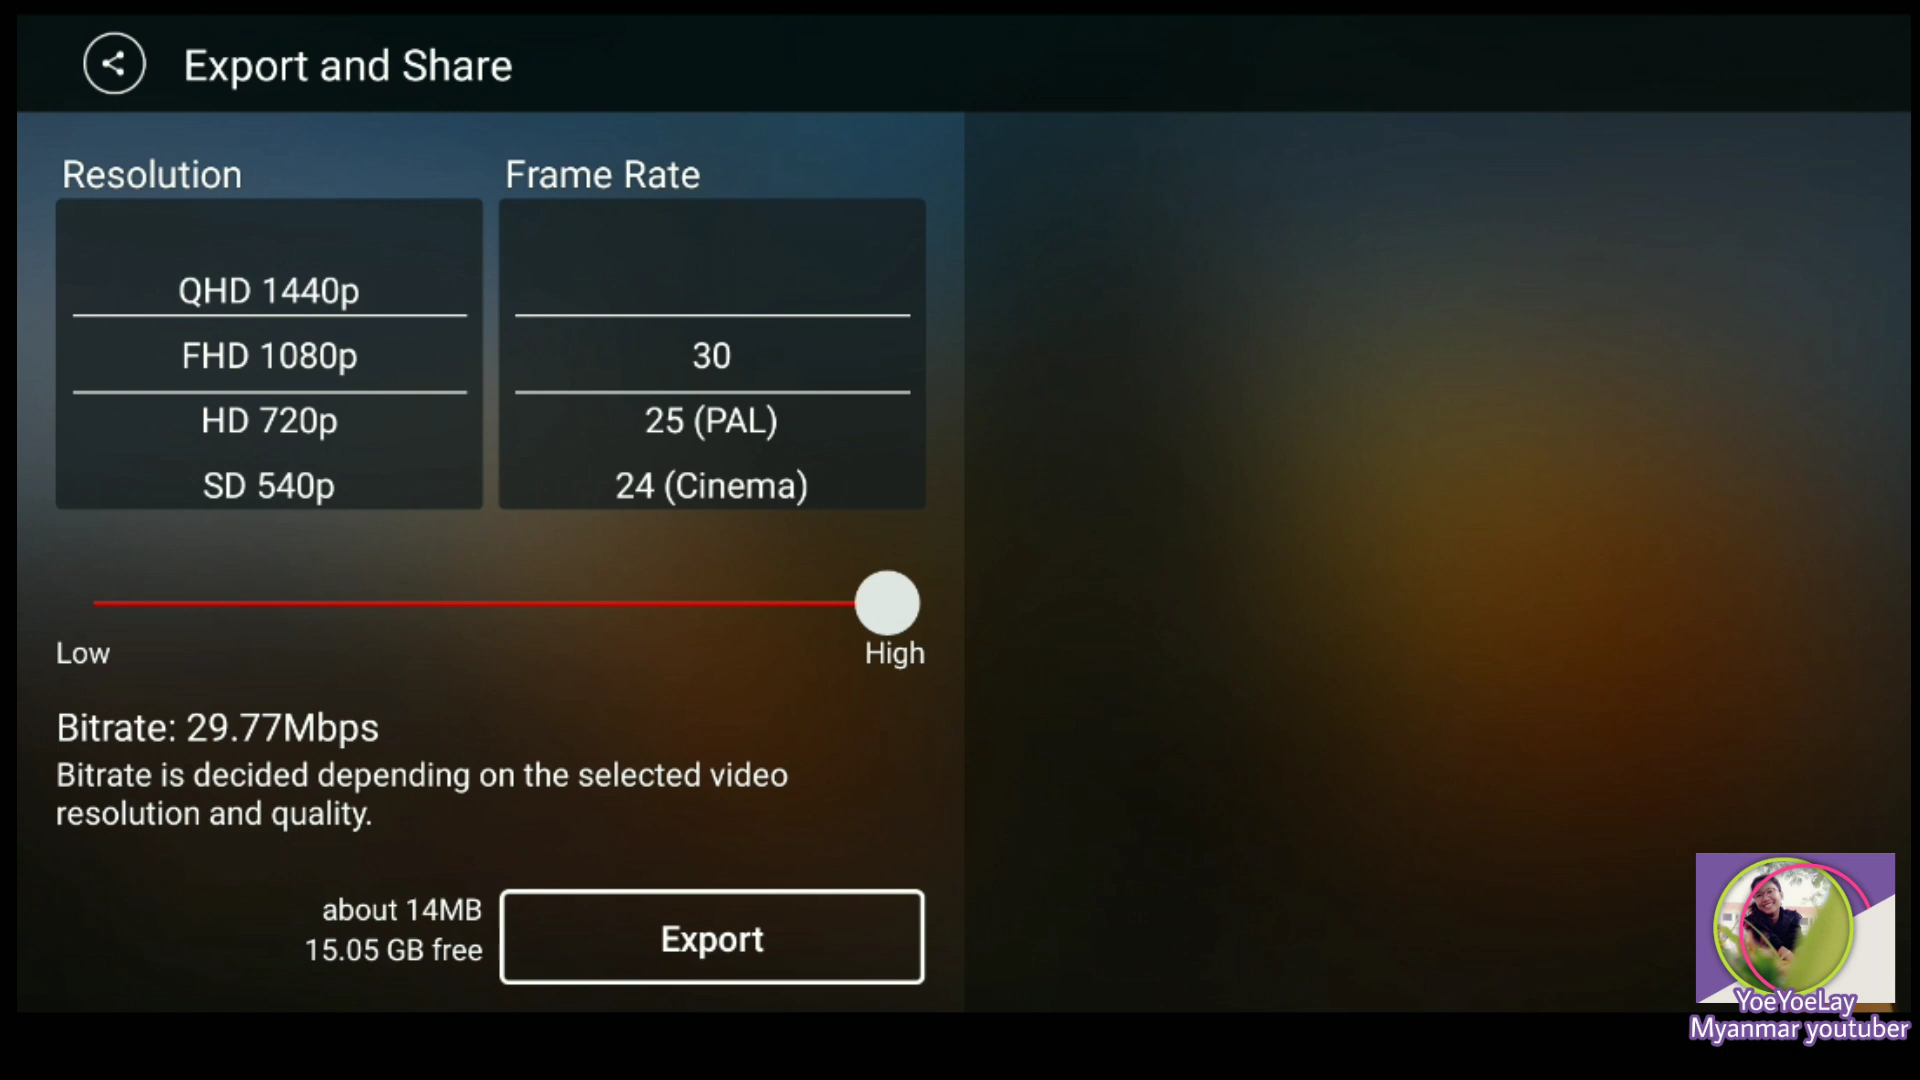 Export and Share
Resolution
Frame Rate
QHD 1440p
FHD 1080p
HD 720p
SD 540p
30
25 (PAL)
24 (Cinema)
Low
High
Bitrate: 29.77Mbps
Bitrate is decided depending on the selected video
resolution and quality.
about 14MB
15.05 GB free
Export
YoeYoeLay
Myanmar youtuber